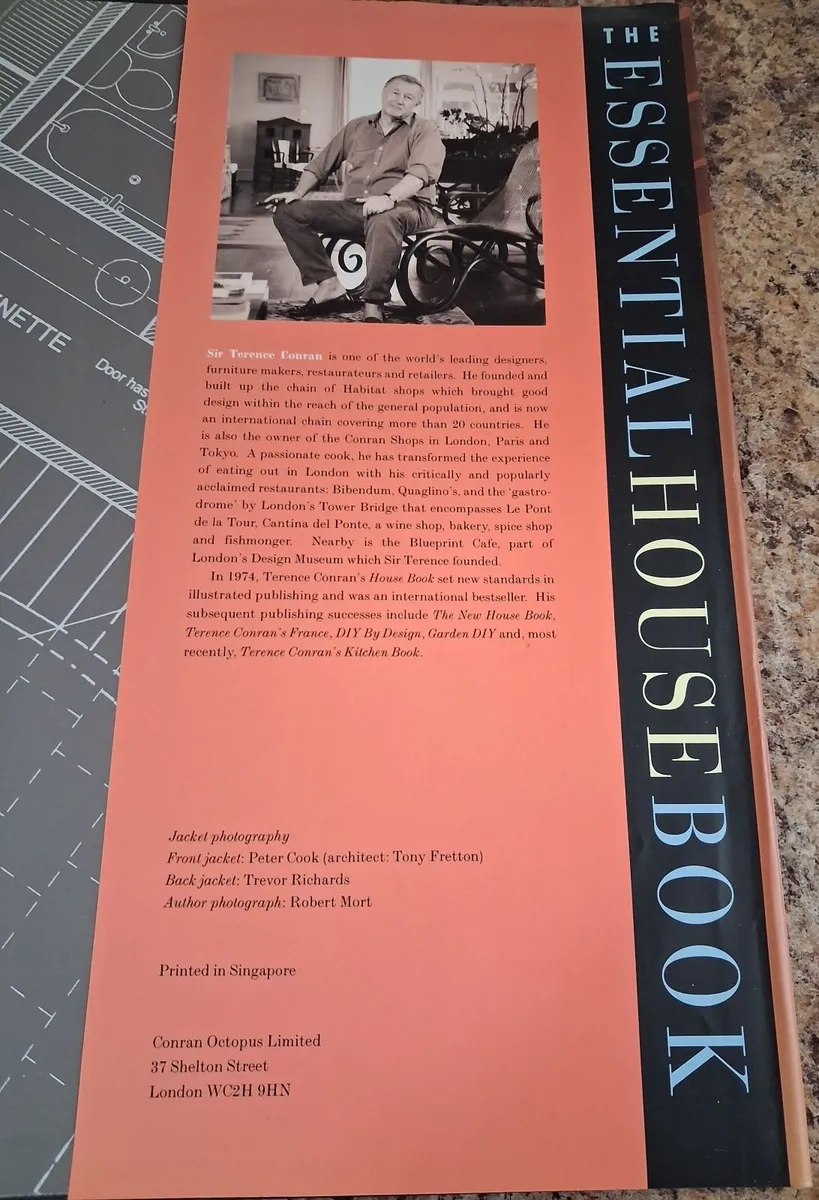 THE ESSENTIAL HOUSE BOOK
NETTE
Door has
St
Sir Terence Conran is one of the world's leading designers,
furniture makers, restaurateurs and retailers. He founded and
built up the chain of Habitat shops which brought good
design within the reach of the general population, and is now
an international chain covering more than 20 countries. He
is also the owner of the Conran Shops in London, Paris and
Tokyo. A passionate cook, he has transformed the experience
of eating out in London with his critically and popularly
acclaimed restaurants: Bibendum, Quaglino's, and the 'gastro-
drome' by London's Tower Bridge that encompasses Le Pont
de la Tour, Cantina del Ponte, a wine shop, bakery, spice shop
and fishmonger. Nearby is the Blueprint Cafe, part of
London's Design Museum which Sir Terence founded.
In 1974, Terence Conran's House Book set new standards in
illustrated publishing and was an international bestseller. His
subsequent publishing successes include The New House Book,
Terence Conran's France, DIY By Design, Garden DIY and, most
recently, Terence Conran's Kitchen Book.
Jacket photography
Front jacket: Peter Cook (architect: Tony Fretton)
Back jacket: Trevor Richards
Author photograph: Robert Mort
Printed in Singapore
Conran Octopus Limited
37 Shelton Street
London WC2H 9HN